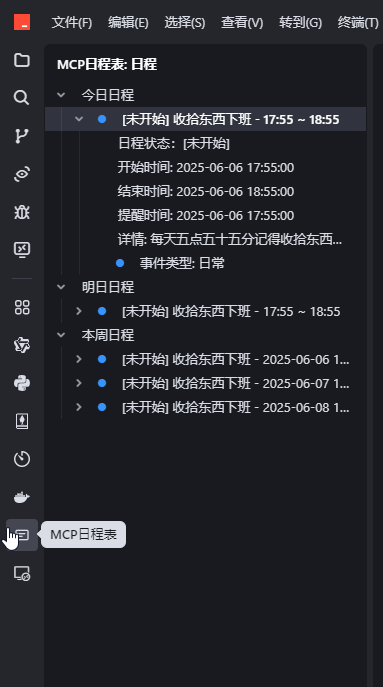 文件(F) 编辑(E) 选择(S) 查看(V) 转到(G) 终端(T)
MCP日程表: 日程
今日日程
[未开始] 收拾东西下班 - 17:55 ~ 18:55
日程状态：[未开始]
开始时间: 2025-06-06 17:55:00
结束时间: 2025-06-06 18:55:00
提醒时间: 2025-06-06 17:55:00
详情: 每天五点五十五分记得收拾东西...
事件类型: 日常
明日日程
[未开始] 收拾东西下班 - 17:55 ~ 18:55
本周日程
[未开始] 收拾东西下班 - 2025-06-06 1...
[未开始] 收拾东西下班 - 2025-06-07 1...
[未开始] 收拾东西下班 - 2025-06-08 1...
MCP日程表